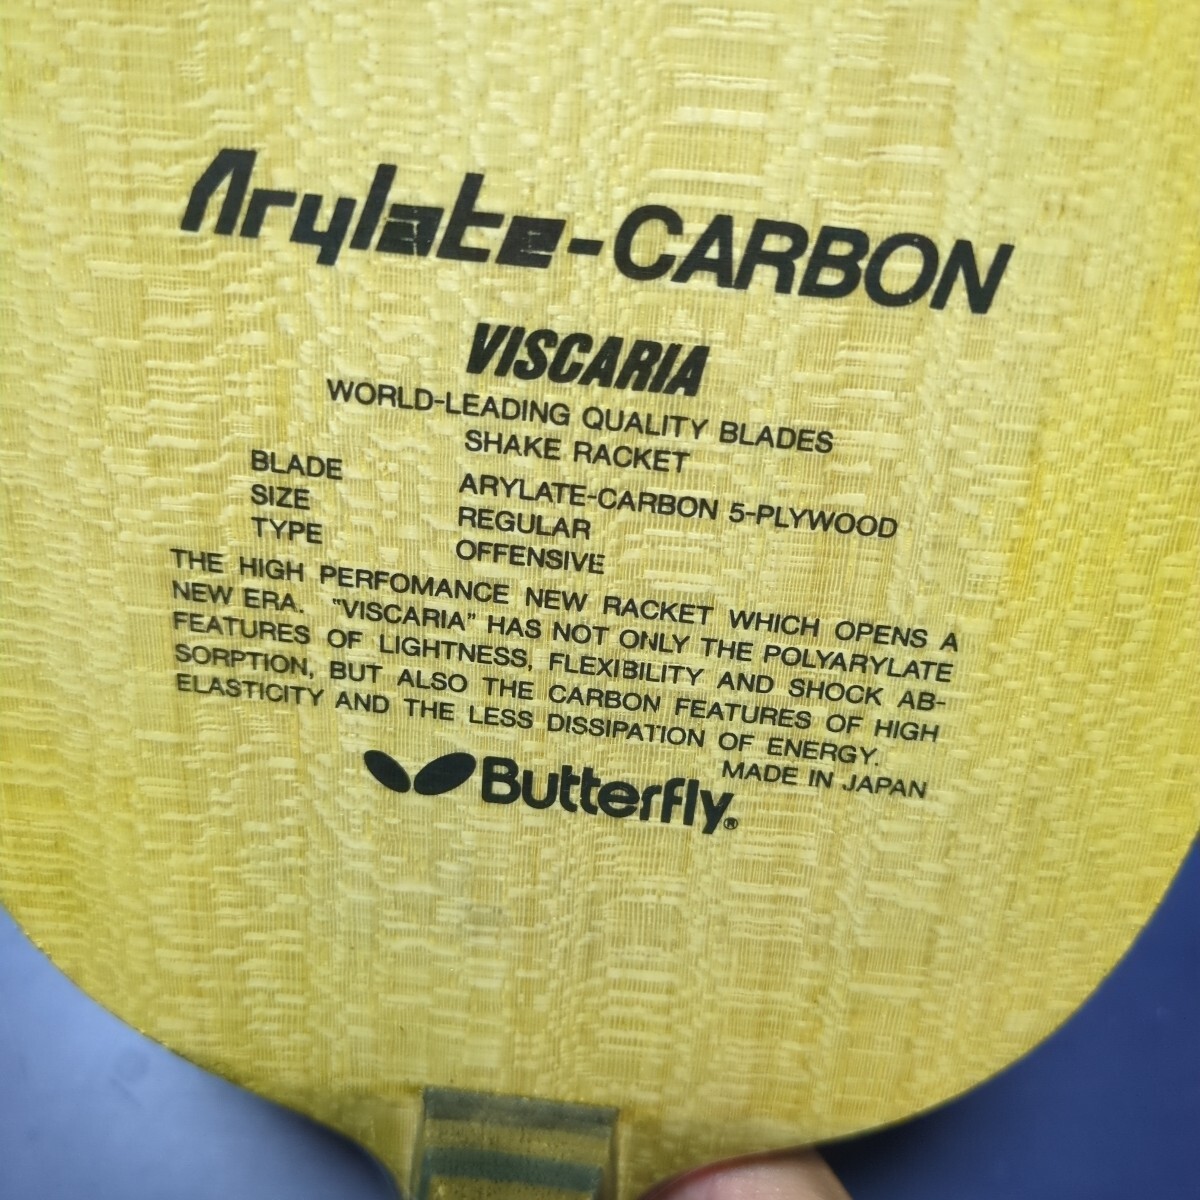 Arylate-CARBON
VISCARIA
WORLD-LEADING QUALITY BLADES
SHAKE RACKET
BLADE ARYLATE-CARBON 5-PLYWOOD
SIZE REGULAR
TYPE OFFENSIVE
THE HIGH PERFOMANCE NEW RACKET WHICH OPENS A
NEW ERA. "VISCARIA" HAS NOT ONLY THE POLYARYLATE
FEATURES OF LIGHTNESS, FLEXIBILITY AND SHOCK AB-
SORPTION, BUT ALSO THE CARBON FEATURES OF HIGH
ELASTICITY AND THE LESS DISSIPATION OF ENERGY.
MADE IN JAPAN
Butterfly®